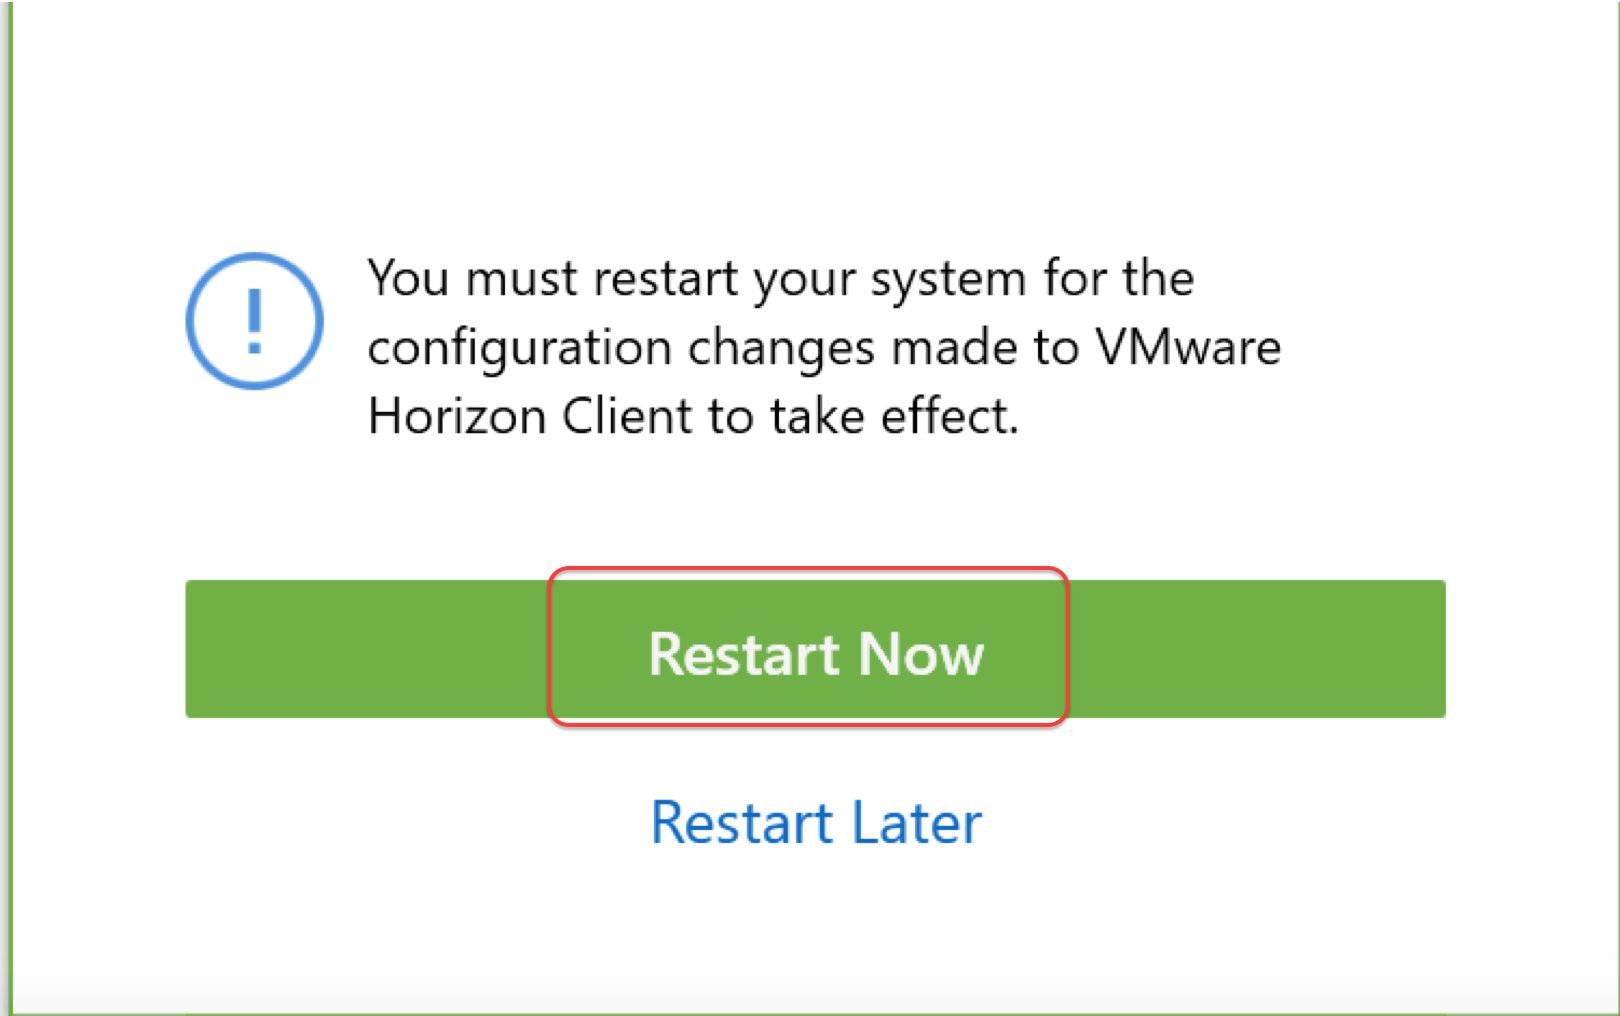 You must restart your system for the
configuration changes made to VMware
Horizon Client to take effect.
Restart Now
Restart Later